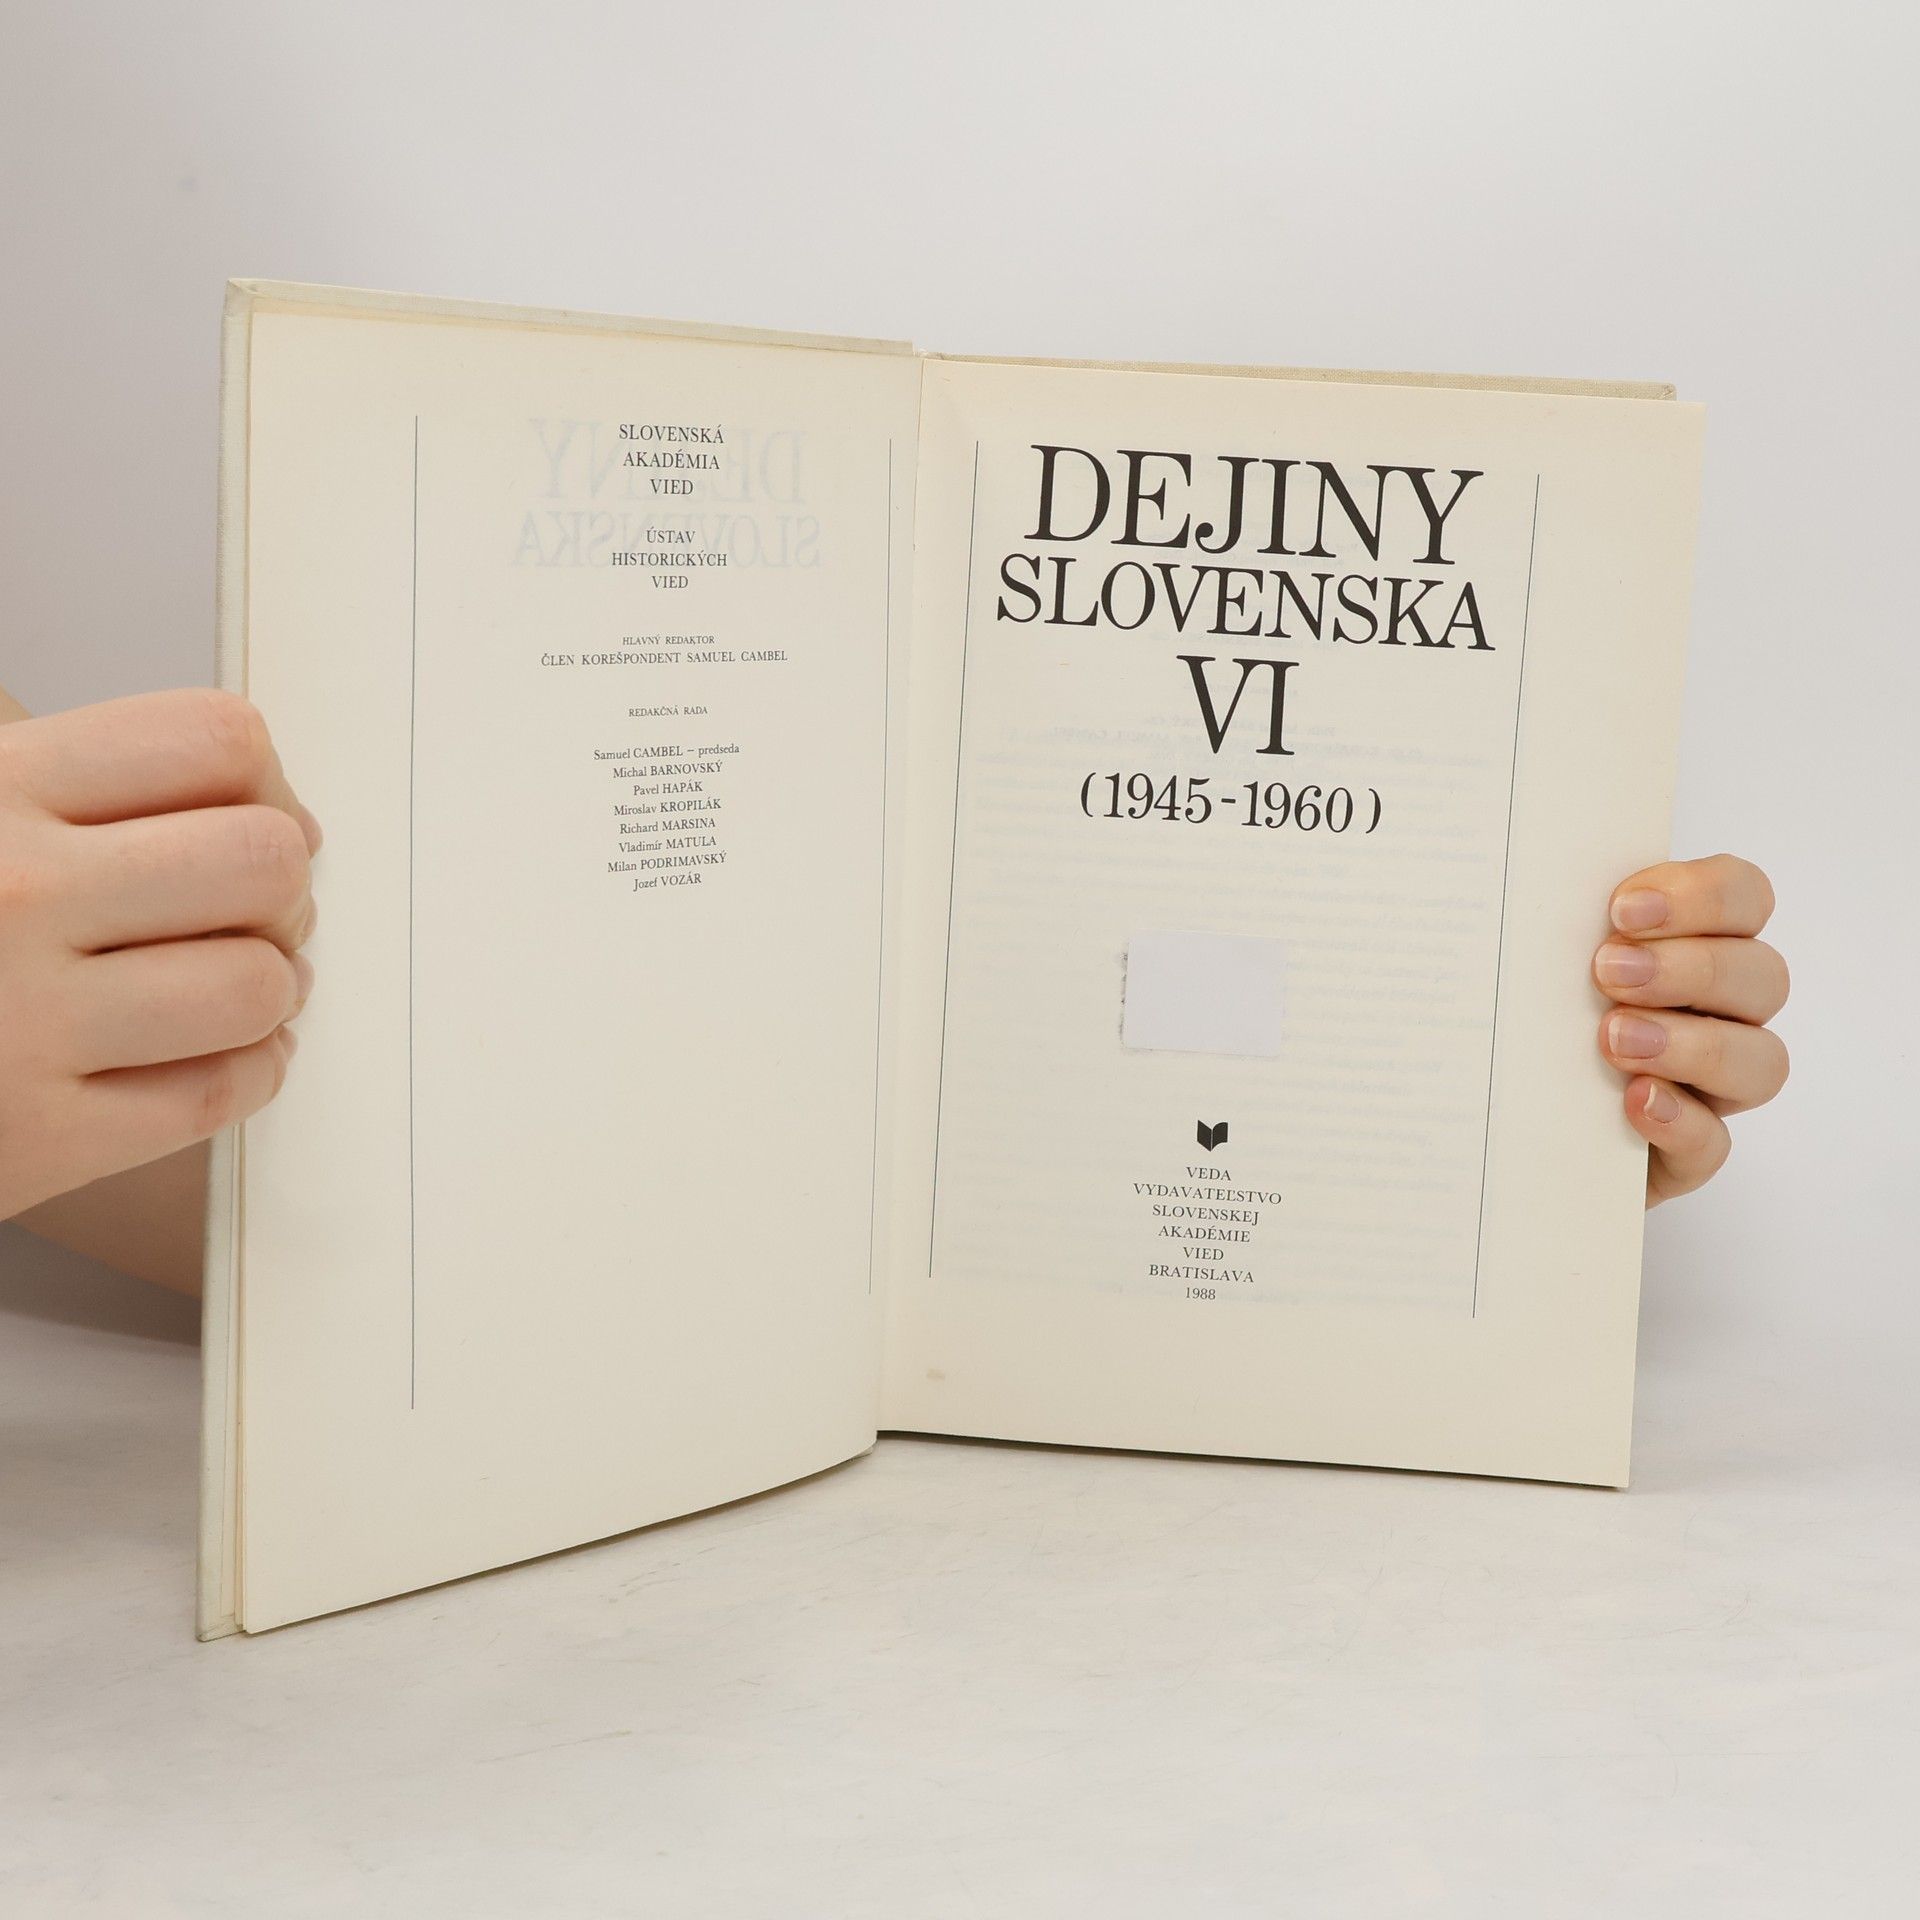 SLOVENSKÁ
AKADÉMIA
VIED
ÚSTAV
HISTORICKÝCH
VIED
HLAVNÝ REDAKTOR
ČLEN KOREŠPONDENT SAMUEL CAMBEL
REDAKČNÁ RADA
Samuel CAMBEL – predseda
Michal BARNOVSKÝ
Pavel HAPÁK
Miroslav KROPILÁK
Richard MARSINA
Vladimír MATULA
Milan PODRIMAVSKÝ
Jozef VOZÁR
DEJINY
SLOVENSKA
VI
(1945-1960)
VEDA
VYDAVATEĽSTVO
SLOVENSKEJ
AKADÉMIE
VIED
BRATISLAVA
1988